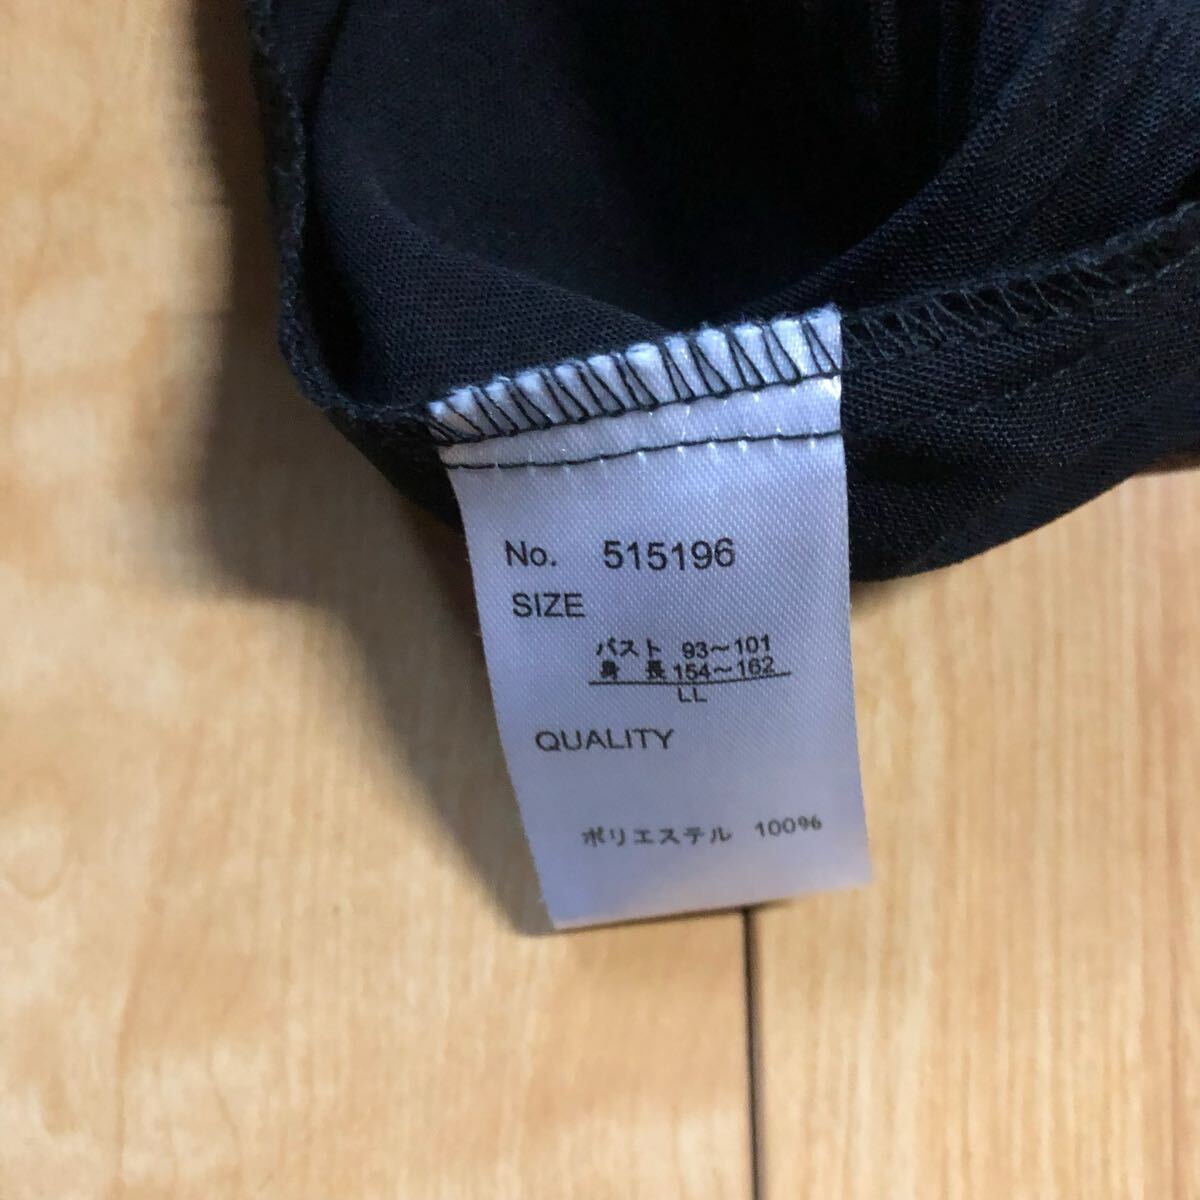 No. 515196
SIZE
バスト 93～101
身 長 154～162
LL
QUALITY
ポリエステル 100%